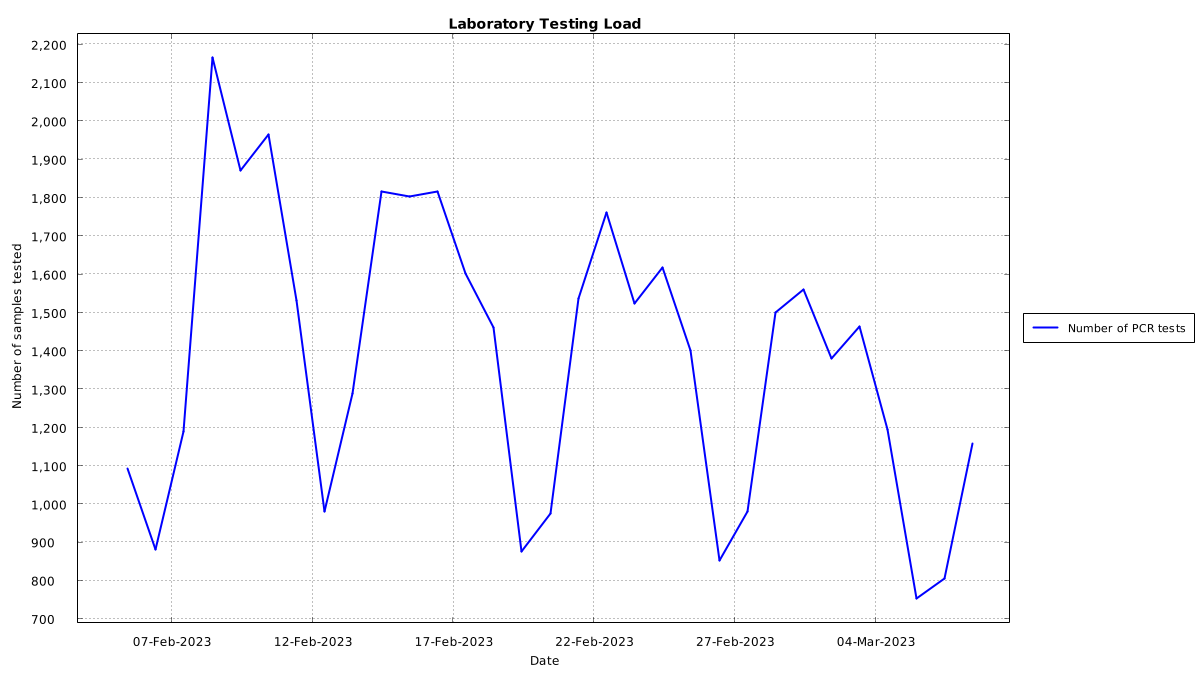 Laboratory Testing Load
2,200
2,100
2,000
1,900
1,800
1,700
1,600
1,500
1,400
1,300
1,200
1,100
1,000
900
800
700
Number of samples tested
07-Feb-2023
12-Feb-2023
17-Feb-2023
22-Feb-2023
27-Feb-2023
04-Mar-2023
Date
Number of PCR tests